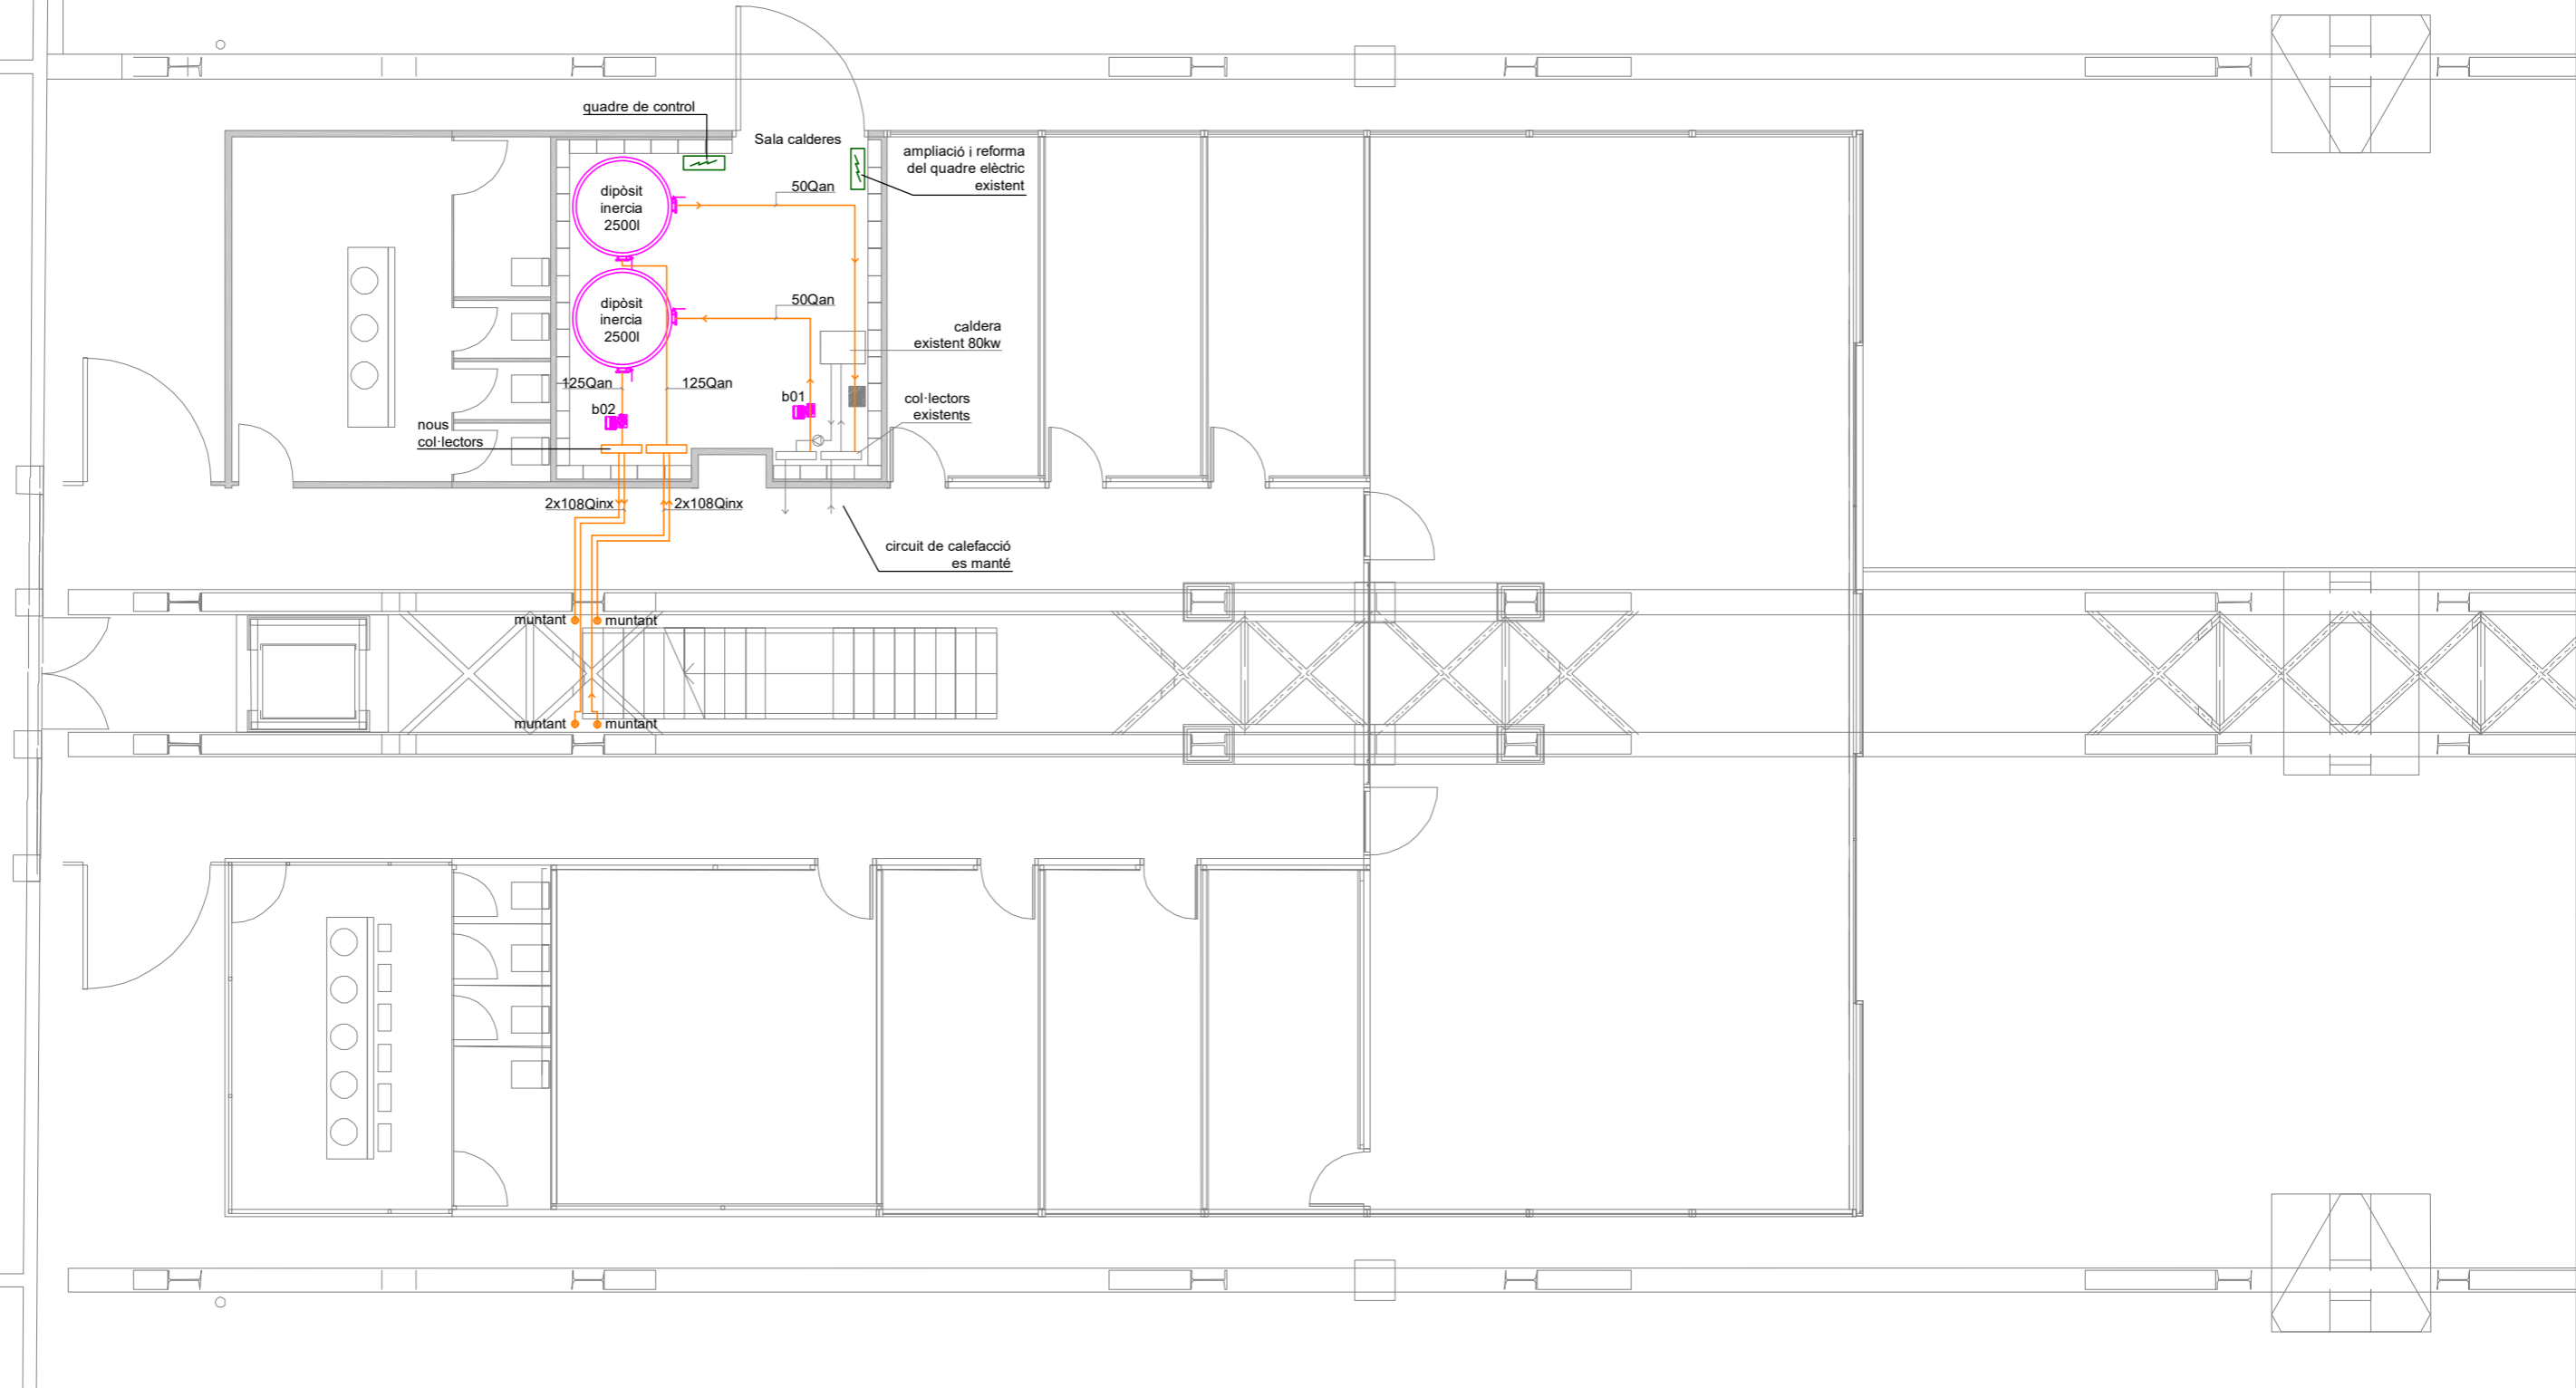 quadre de control
Sala calderes
ampliació i reforma
del quadre elèctric
existent
dipòsit
inercia
2500l
50Qan
dipòsit
inercia
2500l
50Qan
caldera
existent 80kw
125Qan
125Qan
b02
b01
col·lectors
existents
nous
col·lectors
2x108Qinx
2x108Qinx
circuit de calefacció
es manté
muntant
muntant
muntant
muntant